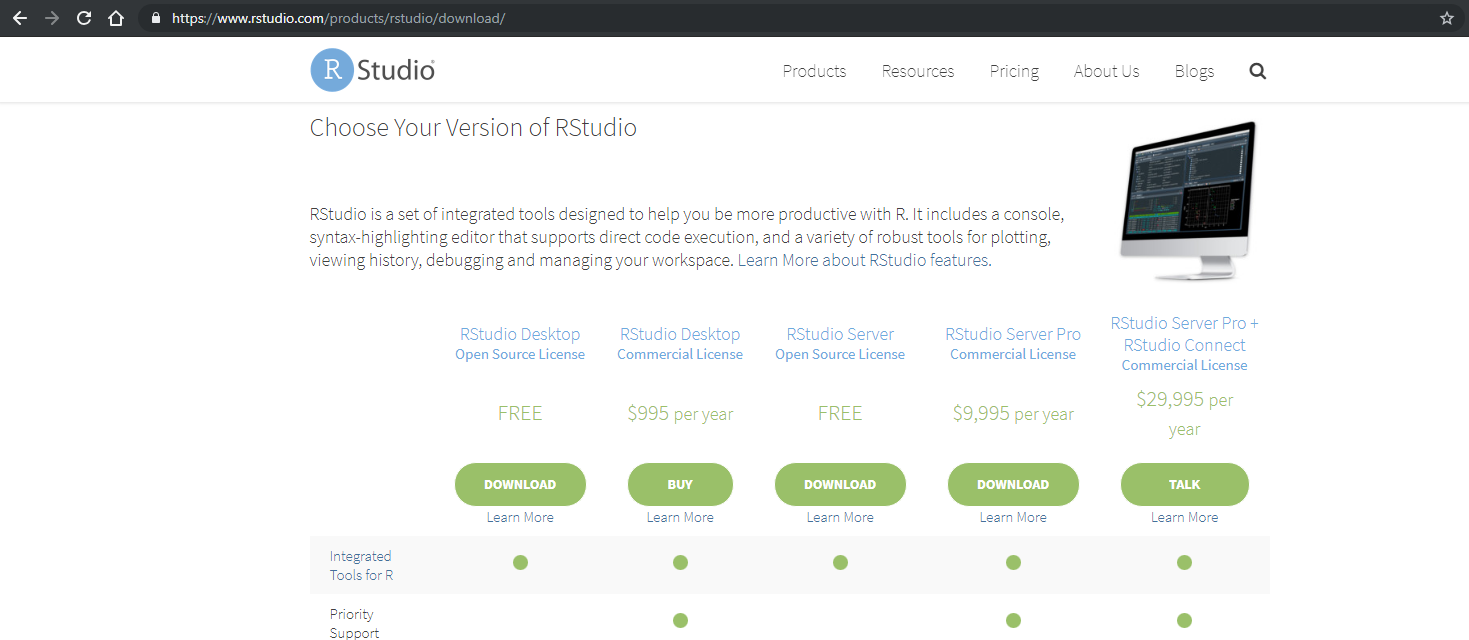 https://www.rstudio.com/products/rstudio/download/
R Studio®
Products Resources Pricing About Us Blogs
Choose Your Version of RStudio
RStudio is a set of integrated tools designed to help you be more productive with R. It includes a console,
syntax-highlighting editor that supports direct code execution, and a variety of robust tools for plotting,
viewing history, debugging and managing your workspace. Learn More about RStudio features.
RStudio Desktop
Open Source License
FREE
DOWNLOAD
Learn More
RStudio Desktop
Commercial License
$995 per year
BUY
Learn More
RStudio Server
Open Source License
FREE
DOWNLOAD
Learn More
RStudio Server Pro
Commercial License
$9,995 per year
DOWNLOAD
Learn More
RStudio Server Pro +
RStudio Connect
Commercial License
$29,995 per
year
TALK
Learn More
Integrated
Tools for R
Priority
Support